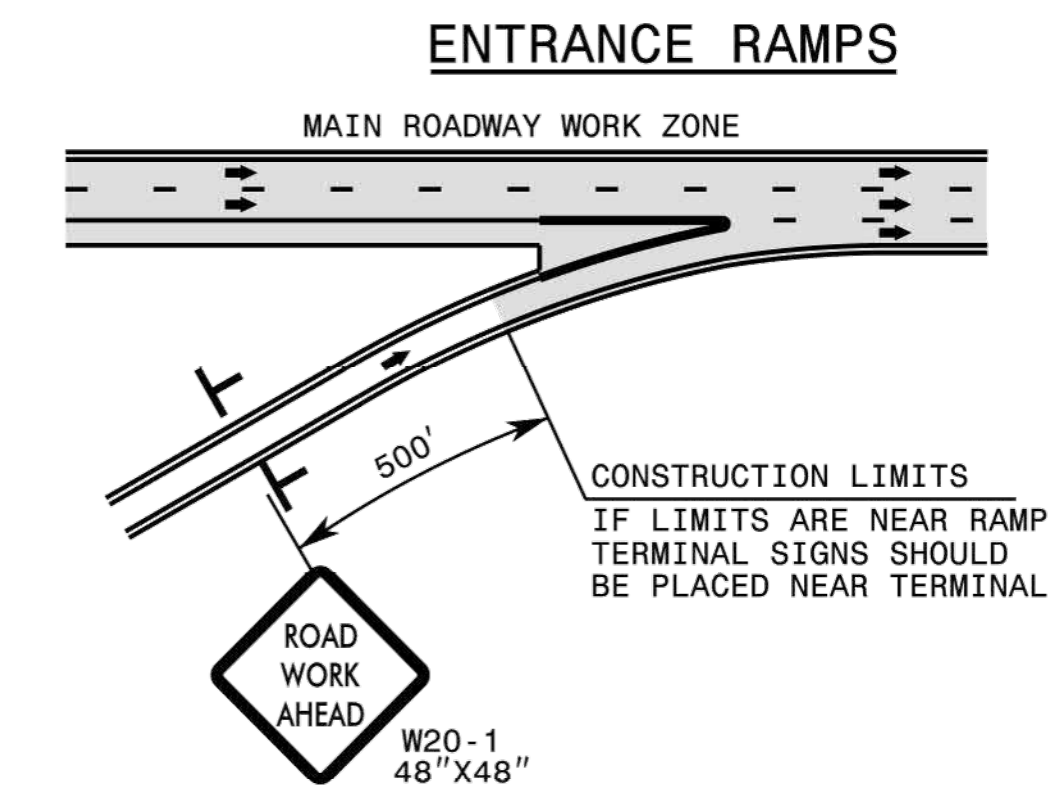 ENTRANCE RAMPS
MAIN ROADWAY WORK ZONE
500'
CONSTRUCTION LIMITS
IF LIMITS ARE NEAR RAMP
TERMINAL SIGNS SHOULD
BE PLACED NEAR TERMINAL
ROAD
WORK
AHEAD
W20-1
48"X48"